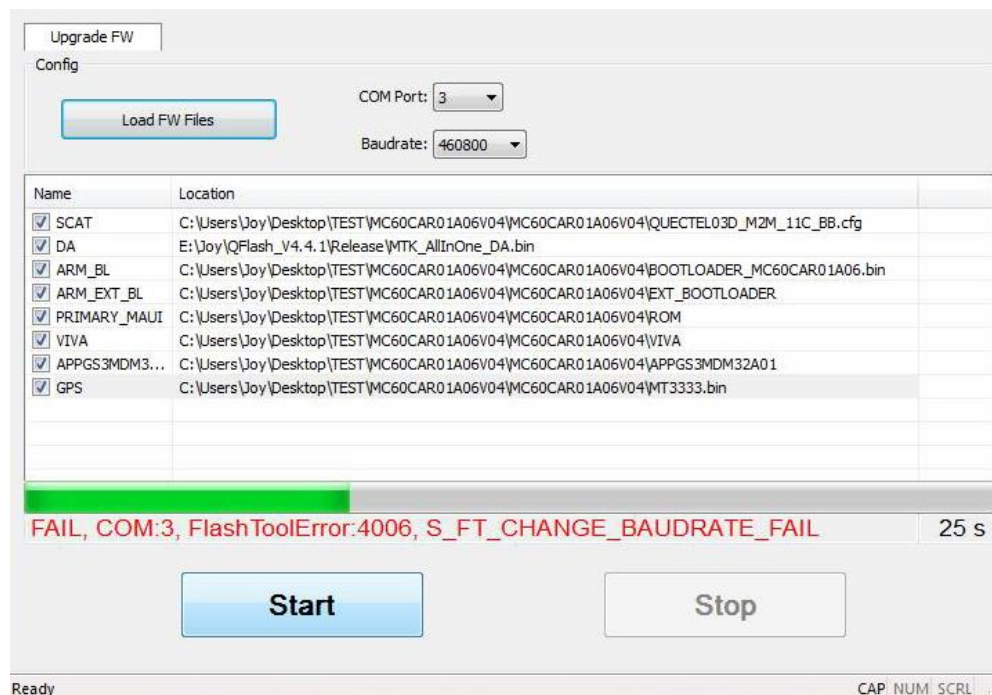 Upgrade FW
Config
Load FW Files
COM Port: 3
Baudrate: 460800
Name Location
SCAT C:\Users\Joy\Desktop\TEST\MC60CAR01A06V04\MC60CAR01A06V04\QUECTEL03D_M2M_11C_BB.cfg
DA E:\Joy\QFlash_V4.4.1\Release\MTK_AllInOne_DA.bin
ARM_BL C:\Users\Joy\Desktop\TEST\MC60CAR01A06V04\MC60CAR01A06V04\BOOTLOADER_MC60CAR01A06.bin
ARM_EXT_BL C:\Users\Joy\Desktop\TEST\MC60CAR01A06V04\MC60CAR01A06V04\EXT_BOOTLOADER
PRIMARY_MAUI C:\Users\Joy\Desktop\TEST\MC60CAR01A06V04\MC60CAR01A06V04\ROM
VIVA C:\Users\Joy\Desktop\TEST\MC60CAR01A06V04\MC60CAR01A06V04\VIVA
APPGS3MDM3... C:\Users\Joy\Desktop\TEST\MC60CAR01A06V04\MC60CAR01A06V04\APPGS3MDM32A01
GPS C:\Users\Joy\Desktop\TEST\MC60CAR01A06V04\MC60CAR01A06V04\MT3333.bin
FAIL, COM:3, FlashToolError:4006, S_FT_CHANGE_BAUDRATE_FAIL 25 s
Start Stop
Ready CAP NUM SCRL